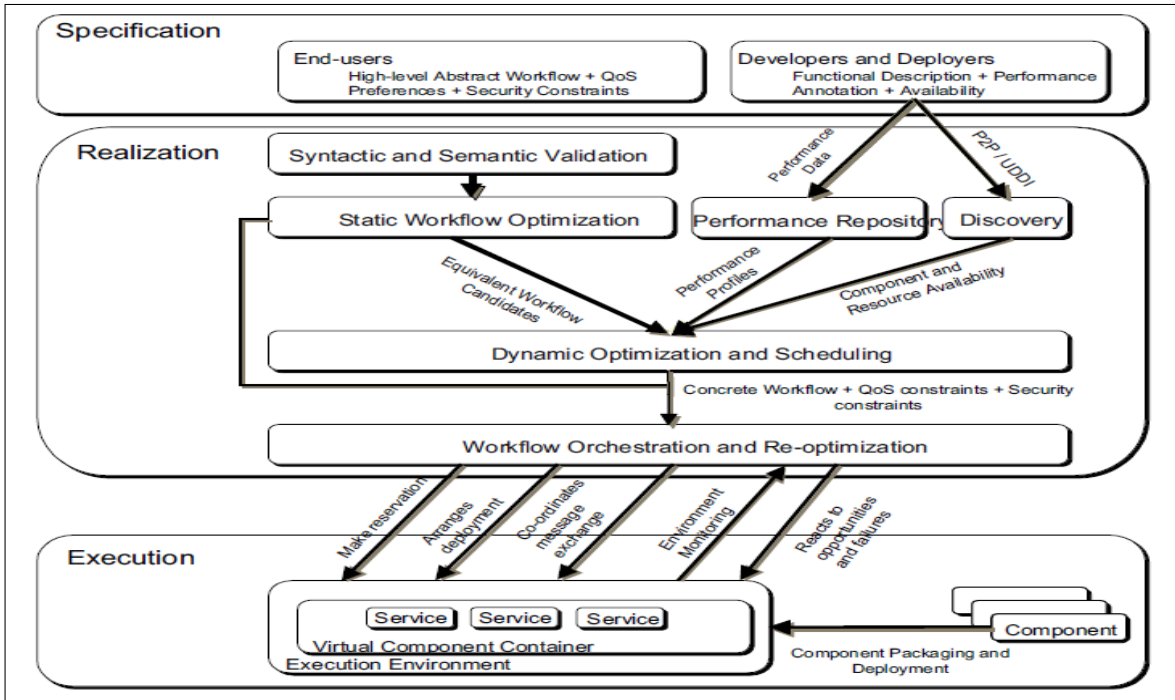 Specification
End-users
High-level Abstract Workflow + QoS
Preferences + Security Constraints
Developers and Deployers
Functional Description + Performance
Annotation + Availability
Realization
Syntactic and Semantic Validation
Performance
Data
P2P / UDDI
Static Workflow Optimization
Performance Repository
Discovery
Equivalent Workflow
Candidates
Performance
Profiles
Component and
Resource Availability
Dynamic Optimization and Scheduling
Concrete Workflow + QoS constraints + Security
constraints
Workflow Orchestration and Re-optimization
Make reservation
Arranges
deployment
Co-ordinates
message
exchange
Environment
Monitoring
Reacts to
opportunities
and failures
Execution
Service
Service
Service
Virtual Component Container
Execution Environment
Component
Component Packaging and
Deployment